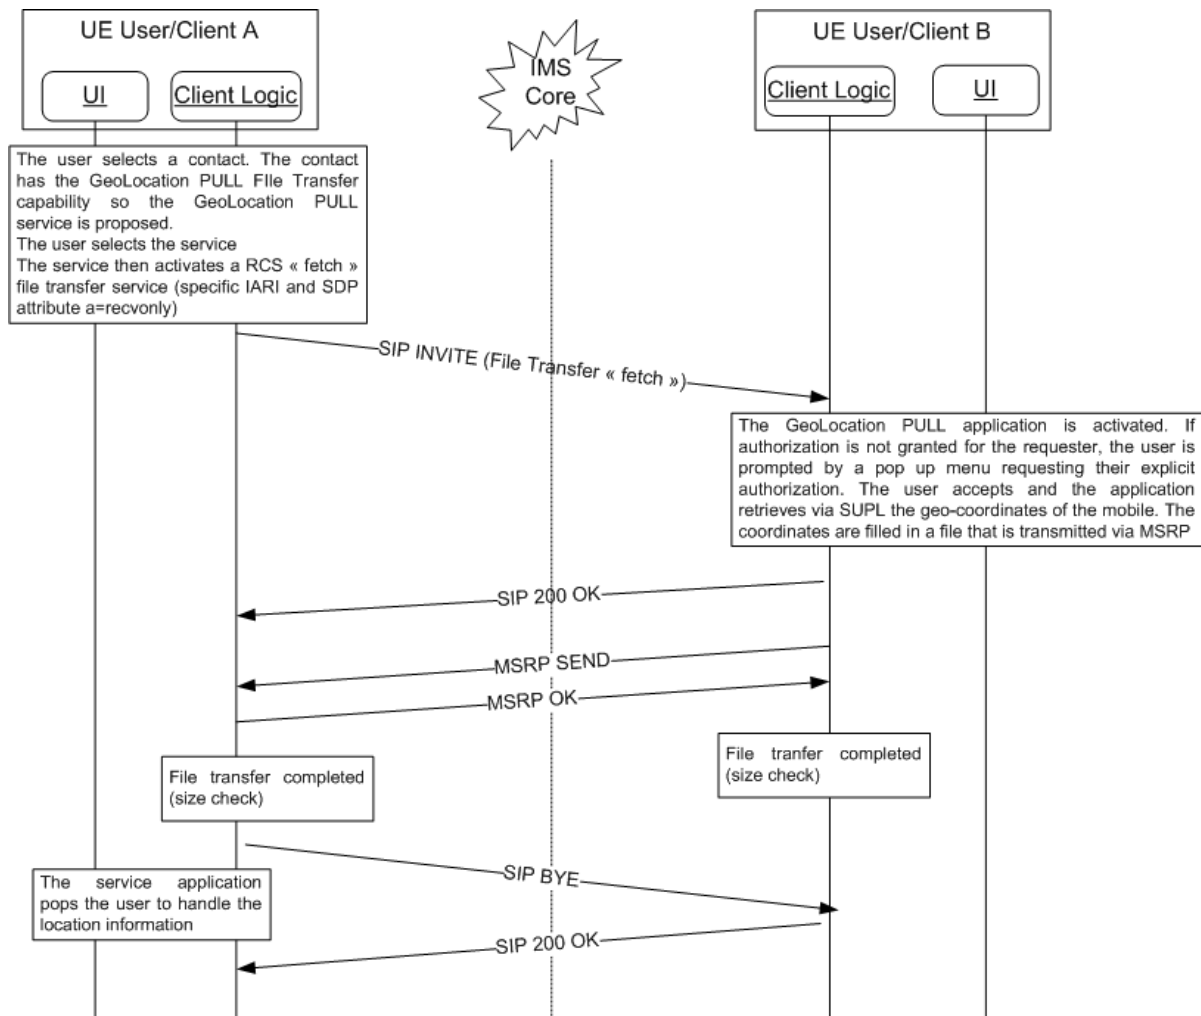 UE User/Client A
UI
Client Logic
IMS
Core
UE User/Client B
Client Logic
UI
The user selects a contact. The contact
has the GeoLocation PULL FIle Transfer
capability so the GeoLocation PULL
service is proposed.
The user selects the service
The service then activates a RCS « fetch »
file transfer service (specific IARI and SDP
attribute a=recvonly)
SIP INVITE (File Transfer « fetch »)
The GeoLocation PULL application is activated. If
authorization is not granted for the requester, the user is
prompted by a pop up menu requesting their explicit
authorization. The user accepts and the application
retrieves via SUPL the geo-coordinates of the mobile. The
coordinates are filled in a file that is transmitted via MSRP
SIP 200 OK
MSRP SEND
MSRP OK
File transfer completed
(size check)
File tranfer completed
(size check)
SIP BYE
The service application
pops the user to handle the
location information
SIP 200 OK